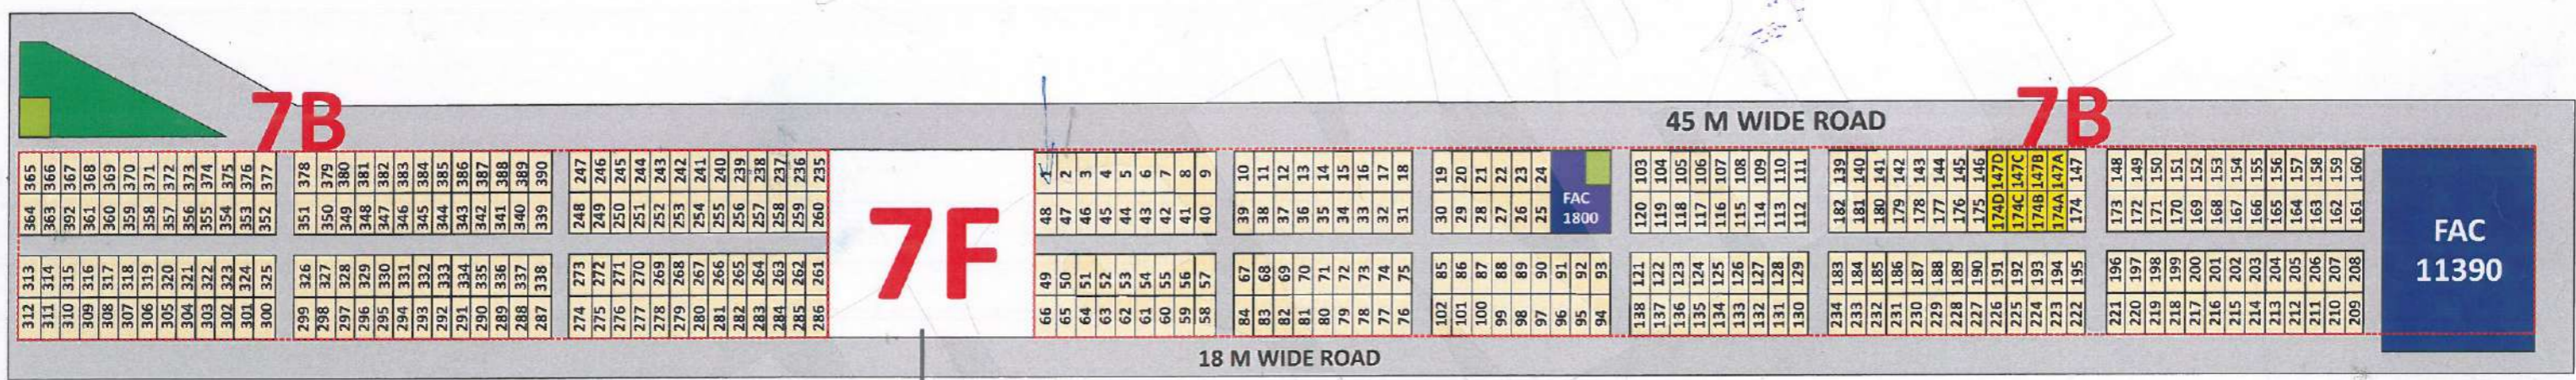 7B
7B
45 M WIDE ROAD
365 366 367 368 369 370 371 372 373 374 375 376 377
378 379 380 381 382 383 384 385 386 387 388 389 390
247 246 245 244 243 242 241 240 239 238 237 236 235
1 2 3 4 5 6 7 8 9
10 11 12 13 14 15 16 17 18
19 20 21 22 23 24
103 104 105 106 107 108 109 110 111
139 140 141 142 143 144 145 146 147D 147C 147B 147A 147
148 149 150 151 152 153 154 155 156 157 158 159 160
364 363 392 361 360 359 358 357 356 355 354 353 352
351 350 349 348 347 346 345 344 343 342 341 340 339
248 249 250 251 252 253 254 255 256 257 258 259 260
48 47 46 45 44 43 42 41 40
39 38 37 36 35 34 33 32 31
30 29 28 27 26 25
FAC
1800
120 119 118 117 116 115 114 113 112
182 181 180 179 178 177 176 175 174D 174C 174B 174A 174
173 172 171 170 169 168 167 166 165 164 163 162 161
7F
FAC
11390
313 314 315 316 317 318 319 320 321 322 323 324 325
326 327 328 329 330 331 332 333 334 335 336 337 338
273 272 271 270 269 268 267 266 265 264 263 262 261
49 50 51 52 53 54 55 56 57
67 68 69 70 71 72 73 74 75
85 86 87 88 89 90 91 92 93
121 122 123 124 125 126 127 128 129
183 184 185 186 187 188 189 190 191 192 193 194 195
196 197 198 199 200 201 202 203 204 205 206 207 208
312 311 310 309 308 307 306 305 304 303 302 301 300
299 298 297 296 295 294 293 292 291 290 289 288 287
274 275 276 277 278 279 280 281 282 283 284 285 286
66 65 64 63 62 61 60 59 58
84 83 82 81 80 79 78 77 76
102 101 100 99 98 97 96 95 94
138 137 136 135 134 133 132 131 130
234 233 232 231 230 229 228 227 226 225 224 223 222
221 220 219 218 217 216 215 214 213 212 211 210 209
18 M WIDE ROAD